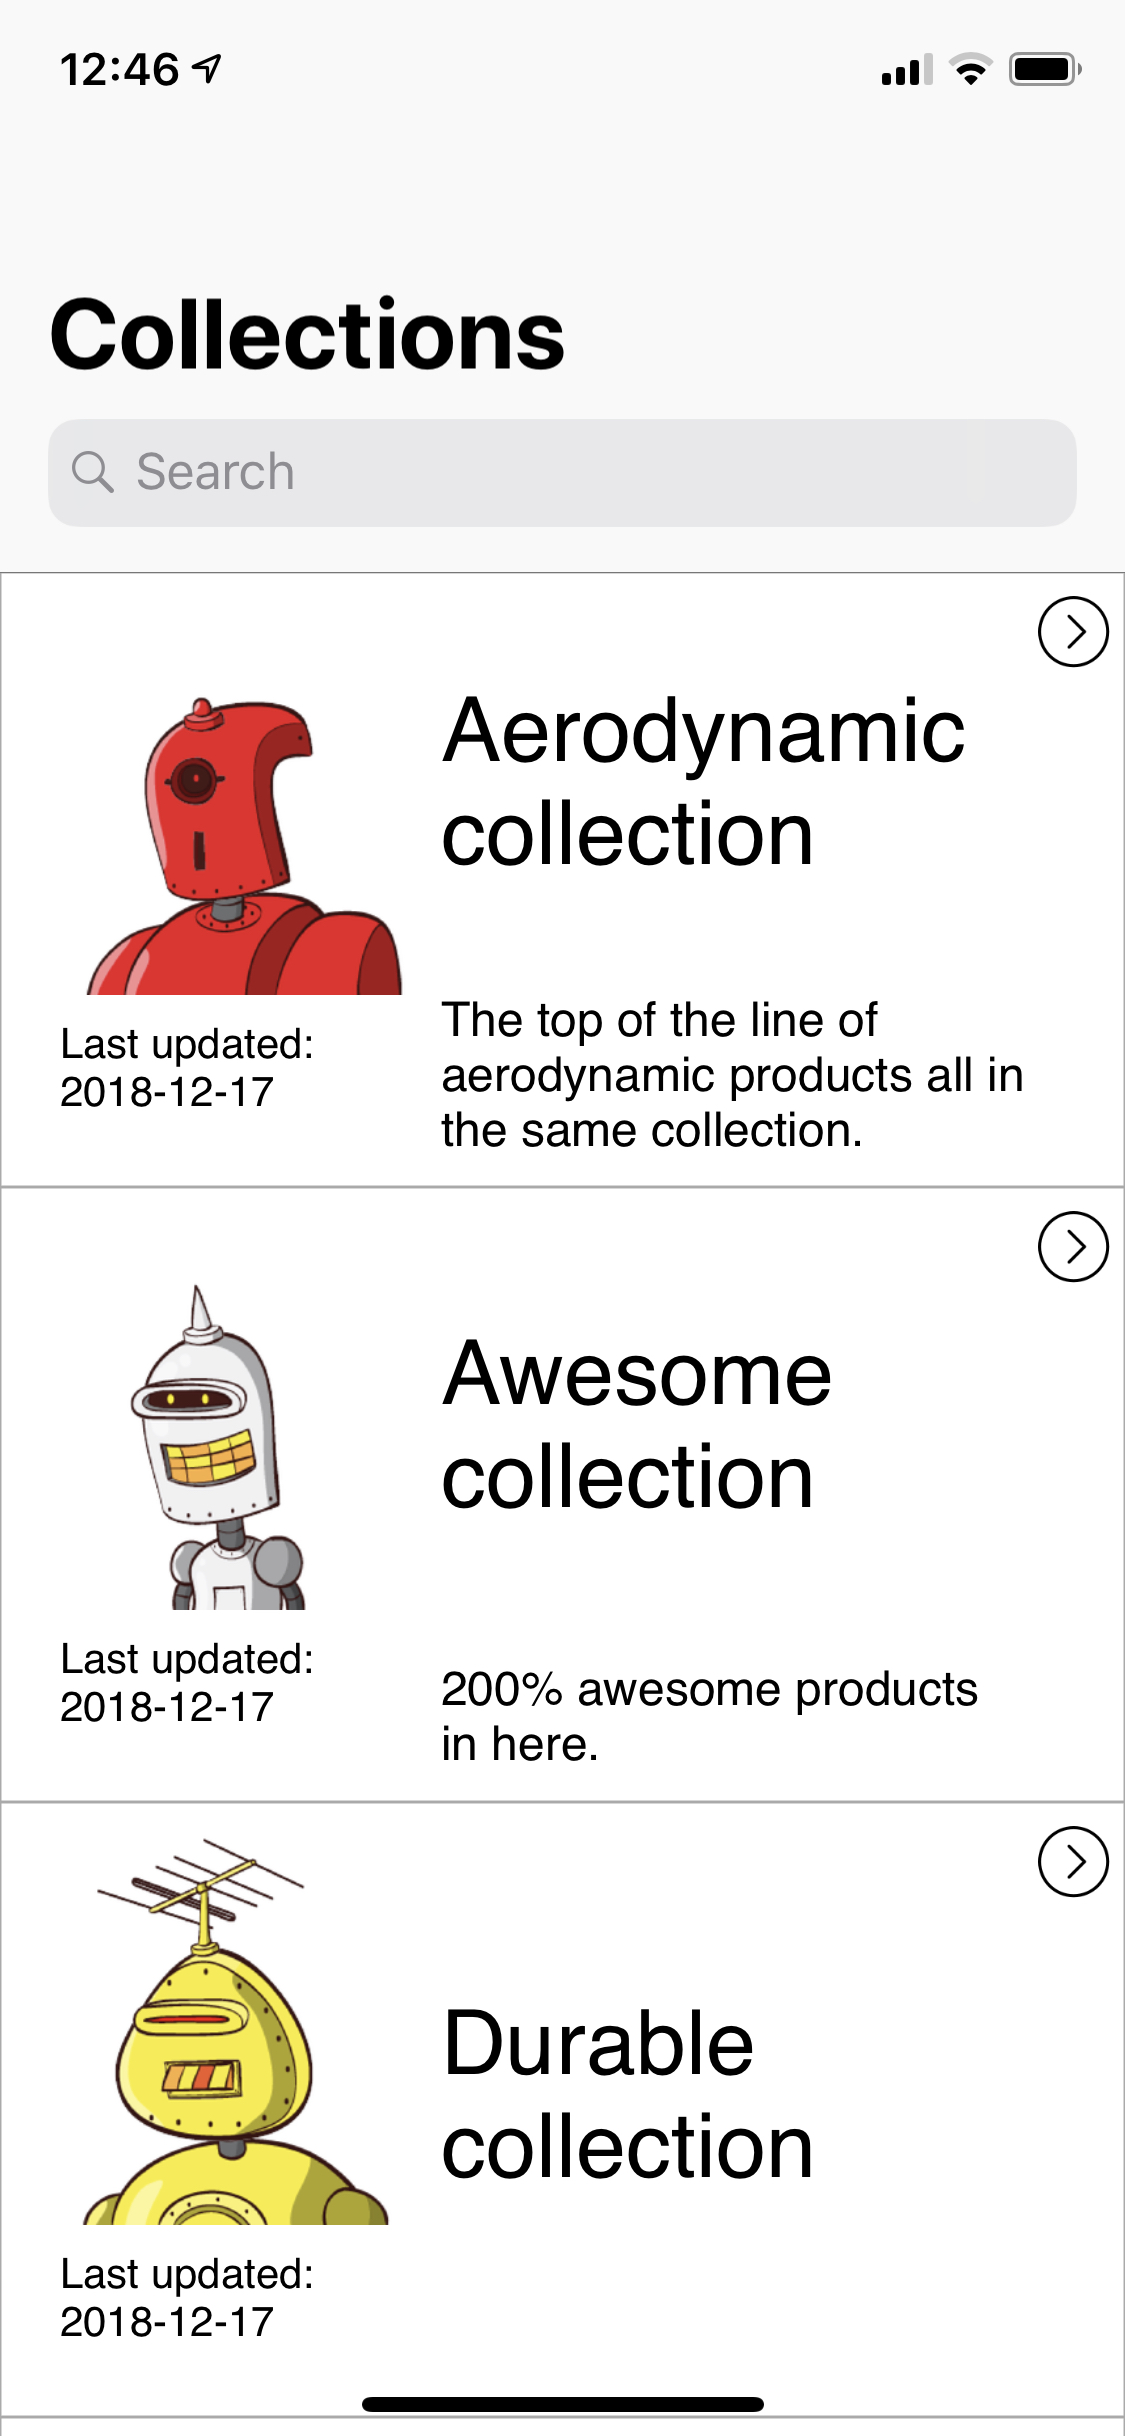 12:46
Collections
Search
Aerodynamic
collection
Last updated:
2018-12-17
The top of the line of
aerodynamic products all in
the same collection.
Awesome
collection
Last updated:
2018-12-17
200% awesome products
in here.
Durable
collection
Last updated:
2018-12-17